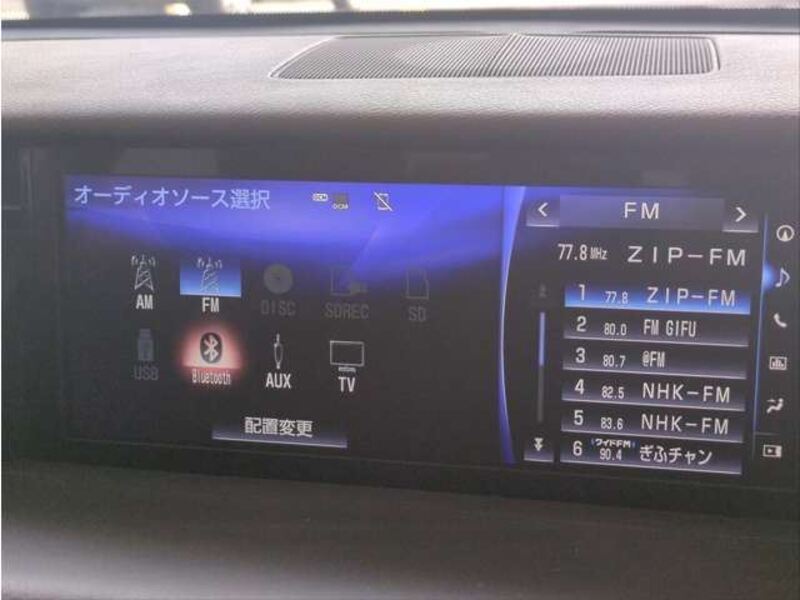 オーディオソース選択
AM
FM
DISC
SDREC
SD
USB
Bluetooth
AUX
TV
配置変更
FM
77.8 MHz ZIP-FM
1 77.8 ZIP-FM
2 80.0 FM GIFU
3 80.7 @FM
4 82.5 NHK-FM
5 83.6 NHK-FM
6 ワイドFM 90.4 ぎふチャン